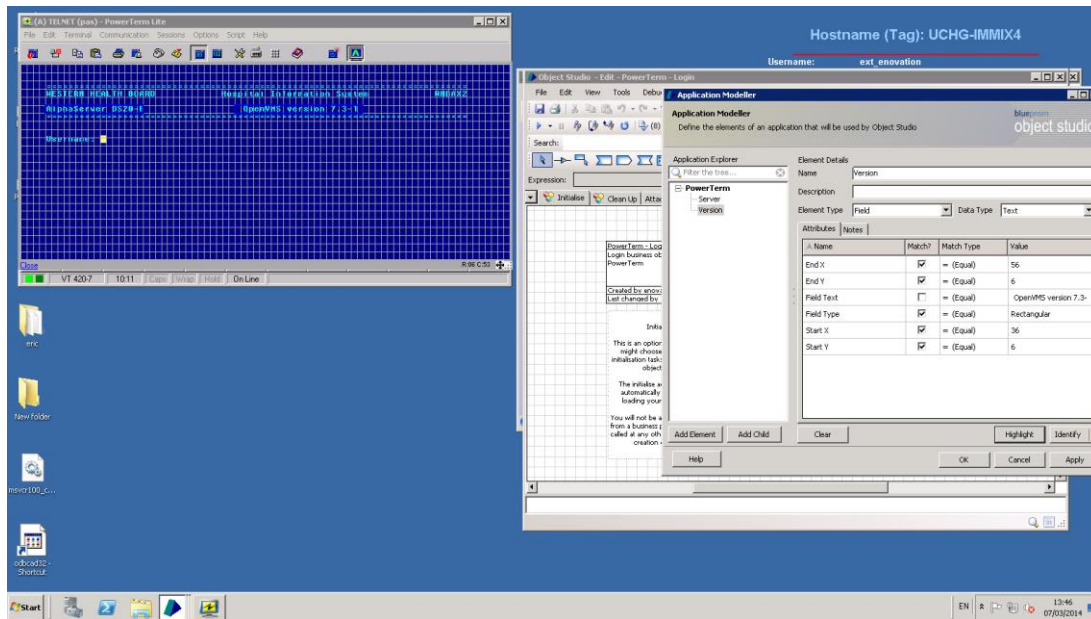 (A) TELNET (pas) - PowerTerm Lite
File Edit Terminal Communication Sessions Options Script Help
WESTERN HEALTH BOARD Hospital Information System
AlphaServer DS20-E OpenVMS version 7.3-1
Username:
Close
R:06 C:53
VT 420-7 10:11 Caps Wrap Hold On Line
Hostname (Tag): UCHG-IMMIX4
Username: ext_enovation
Object Studio - Edit - PowerTerm - Login
File Edit View Tools Debu
(0)
Search:
Expression:
Initialise Clean Up Attac
PowerTerm - Log
Login business ob
PowerTerm
Created by enova
Last changed by
Initia
This is an option
might choose
initialisation task
object
The initialise a
automatically
loading your
You will not be a
from a business p
called at any oth
creation
Application Modeller
Application Modeller
Define the elements of an application that will be used by Object Studio
blueprism
object studio
Application Explorer
Filter the tree...
PowerTerm
Server
Version
Element Details
Name Version
Description
Element Type Field Data Type Text
Attributes Notes
Name Match? Match Type Value
End X = (Equal) 56
End Y = (Equal) 6
Field Text = (Equal) OpenVMS version 7.3-
Field Type = (Equal) Rectangular
Start X = (Equal) 36
Start Y = (Equal) 6
Add Element Add Child Clear Highlight Identify
Help OK Cancel Apply
eric
New folder
msvcr100_c...
odbcad32 -
Shortcut
Start
EN
13:46
07/03/2014